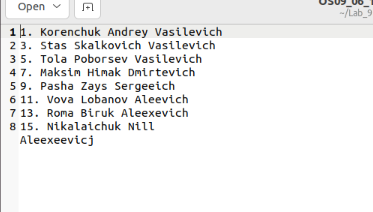 Open
OS09_06_1
~/Lab_9
1 1. Korenchuk Andrey Vasilevich
2 3. Stas Skalkovich Vasilevich
3 5. Tola Poborsev Vasilevich
4 7. Maksim Himak Dmirtevich
5 9. Pasha Zays Sergeeich
6 11. Vova Lobanov Aleevich
7 13. Roma Biruk Aleexevich
8 15. Nikalaichuk Nill
Aleexeevicj